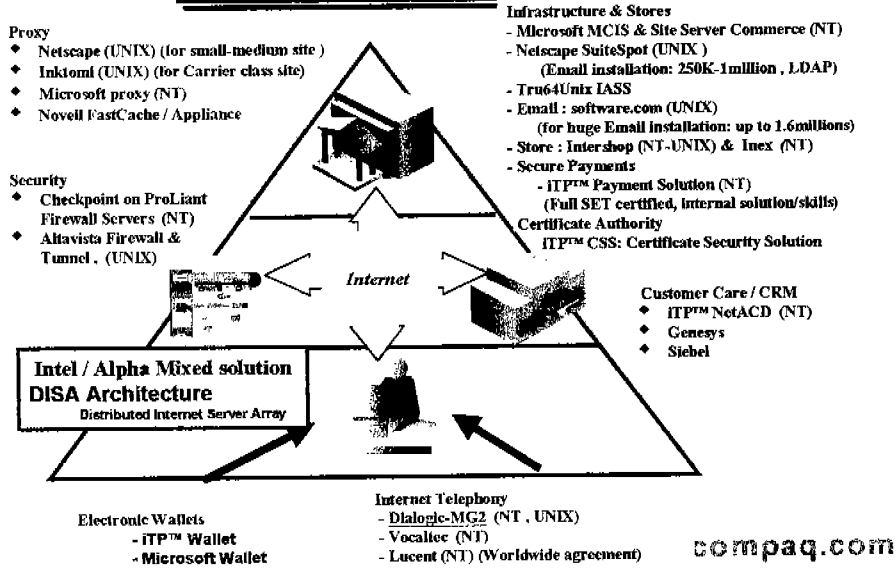 Proxy
Netscape (UNIX) (for small-medium site )
Inktomi (UNIX) (for Carrier class site)
Microsoft proxy (NT)
Novell FastCache / Appliance
Security
Checkpoint on ProLiant
Firewall Servers (NT)
Altavista Firewall &
Tunnel , (UNIX)
Infrastructure & Stores
- Microsoft MCIS & Site Server Commerce (NT)
- Netscape SuiteSpot (UNIX )
(Email installation: 250K-1million , LDAP)
- Tru64Unix IASS
- Email : software.com (UNIX)
(for huge Email installation: up to 1.6millions)
- Store : Intershop (NT-UNIX) & Inex (NT)
- Secure Payments
- iTP™ Payment Solution (NT)
(Full SET certified, internal solution/skills)
Certificate Authority
iTP™ CSS: Certificate Security Solution
Internet
Customer Care / CRM
iTP™ NetACD (NT)
Genesys
Siebel
Intel / Alpha Mixed solution
DISA Architecture
Distributed Internet Server Array
Electronic Wallets
- iTP™ Wallet
- Microsoft Wallet
Internet Telephony
- Dialogic-MG2 (NT , UNIX)
- Vocaltec (NT)
- Lucent (NT) (Worldwide agreement)
compaq.com